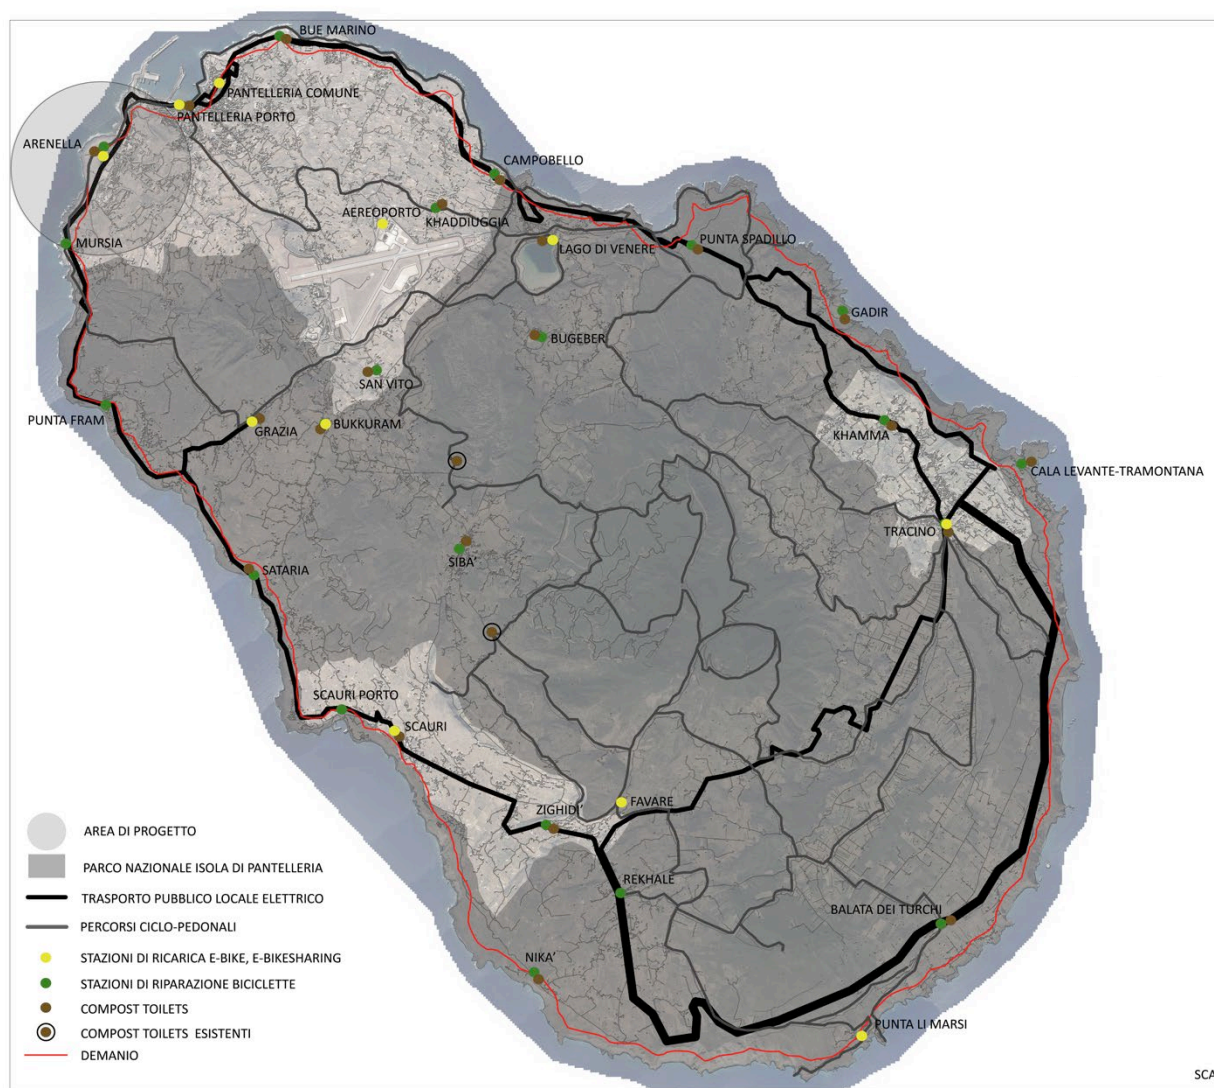 BUE MARINO
PANTELLERIA COMUNE
PANTELLERIA PORTO
ARENELLA
CAMPOBELLO
AEREOPORTO
KHADDIUGGIA
MURSIA
LAGO DI VENERE
PUNTA SPADILLO
GADIR
BUGEBER
SAN VITO
PUNTA FRAM
GRAZIA
BUKKURAM
KHAMMA
CALA LEVANTE-TRAMONTANA
TRACINO
SIBA'
SATARIA
SCAURI PORTO
SCAURI
ZIGHIDI'
FAVARE
REKHALE
BALATA DEI TURCHI
NIKA'
PUNTA LI MARSI
AREA DI PROGETTO
PARCO NAZIONALE ISOLA DI PANTELLERIA
TRASPORTO PUBBLICO LOCALE ELETTRICO
PERCORSI CICLO-PEDONALI
STAZIONI DI RICARICA E-BIKE, E-BIKESHARING
STAZIONI DI RIPARAZIONE BICICLETTE
COMPOST TOILETS
COMPOST TOILETS ESISTENTI
DEMANIO
SCA